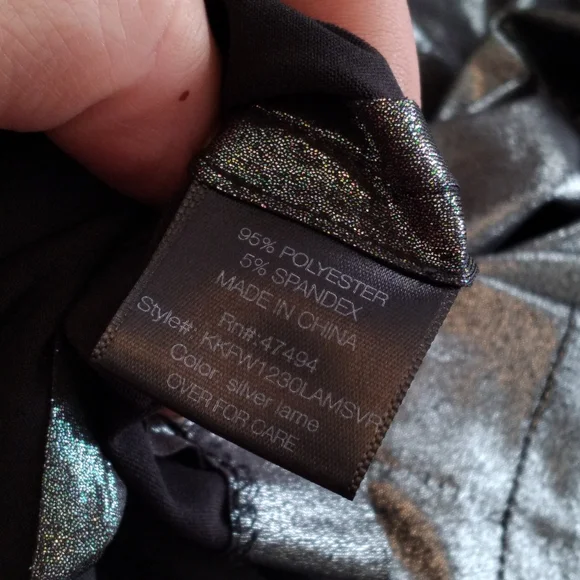 95% POLYESTER
5% SPANDEX
MADE IN CHINA
Rn#: 47494
Style#: KKFW1230LAMSVR
Color: silver lame
OVER FOR CARE